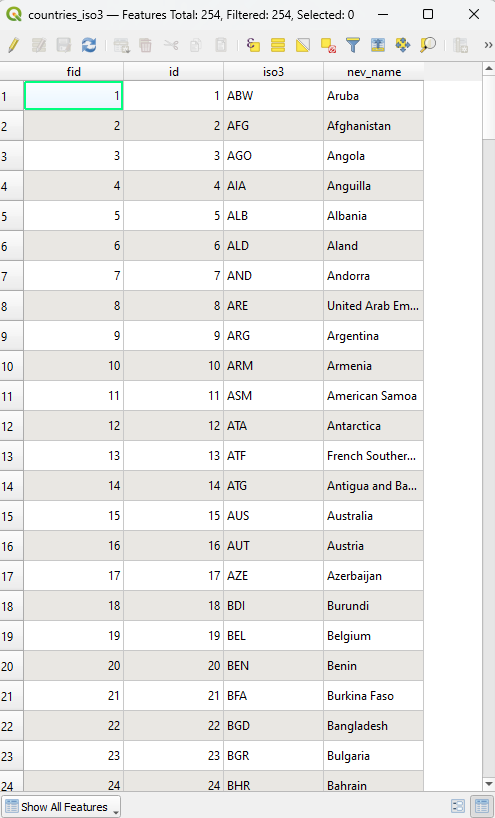 countries_iso3 — Features Total: 254, Filtered: 254, Selected: 0
fid id iso3 nev_name
1 1 1 ABW Aruba
2 2 2 AFG Afghanistan
3 3 3 AGO Angola
4 4 4 AIA Anguilla
5 5 5 ALB Albania
6 6 6 ALD Aland
7 7 7 AND Andorra
8 8 8 ARE United Arab Em...
9 9 9 ARG Argentina
10 10 10 ARM Armenia
11 11 11 ASM American Samoa
12 12 12 ATA Antarctica
13 13 13 ATF French Souther...
14 14 14 ATG Antigua and Ba...
15 15 15 AUS Australia
16 16 16 AUT Austria
17 17 17 AZE Azerbaijan
18 18 18 BDI Burundi
19 19 19 BEL Belgium
20 20 20 BEN Benin
21 21 21 BFA Burkina Faso
22 22 22 BGD Bangladesh
23 23 23 BGR Bulgaria
24 24 24 BHR Bahrain
Show All Features